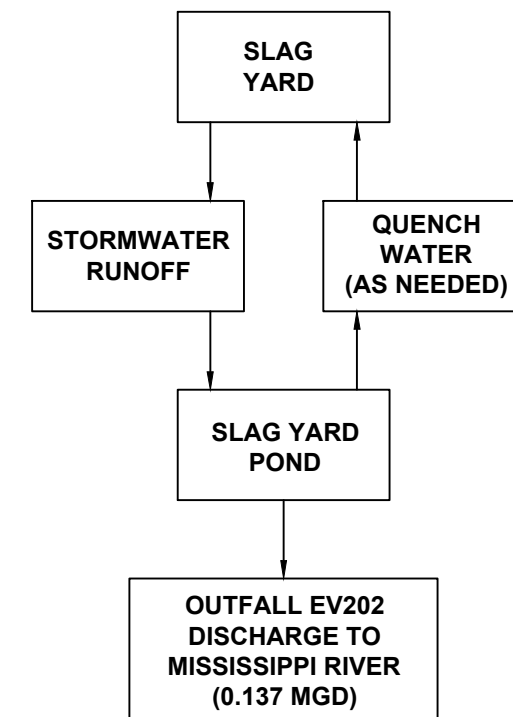 SLAG
YARD
STORMWATER
RUNOFF
QUENCH
WATER
(AS NEEDED)
SLAG YARD
POND
OUTFALL EV202
DISCHARGE TO
MISSISSIPPI RIVER
(0.137 MGD)